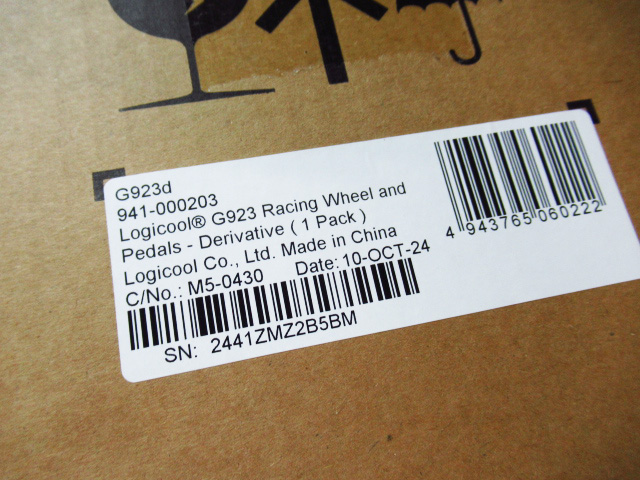 G923d
941-000203
Logicool® G923 Racing Wheel and
Pedals - Derivative ( 1 Pack )
Logicool Co., Ltd. Made in China
C/No.: M5-0430 Date: 10-OCT-24
SN: 2441ZMZ2B5BM
4 943765 060222